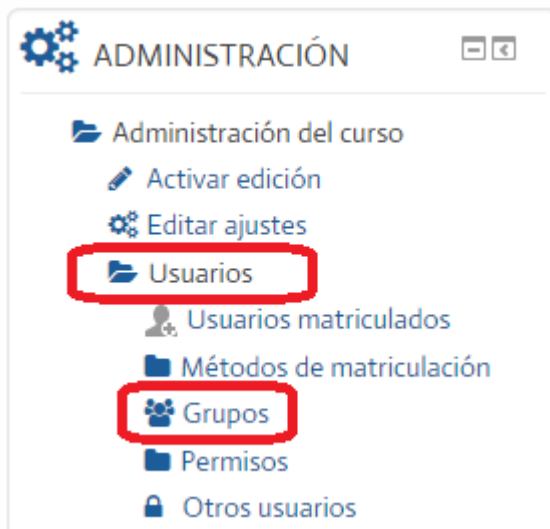 ADMINISTRACIÓN
Administración del curso
Activar edición
Editar ajustes
Usuarios
Usuarios matriculados
Métodos de matriculación
Grupos
Permisos
Otros usuarios